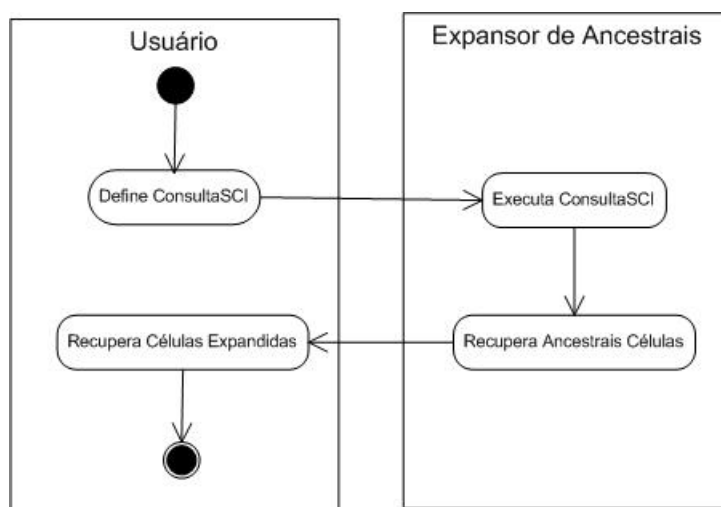 Usuário
Expansor de Ancestrais
Define ConsultaSCI
Executa ConsultaSCI
Recupera Células Expandidas
Recupera Ancestrais Células